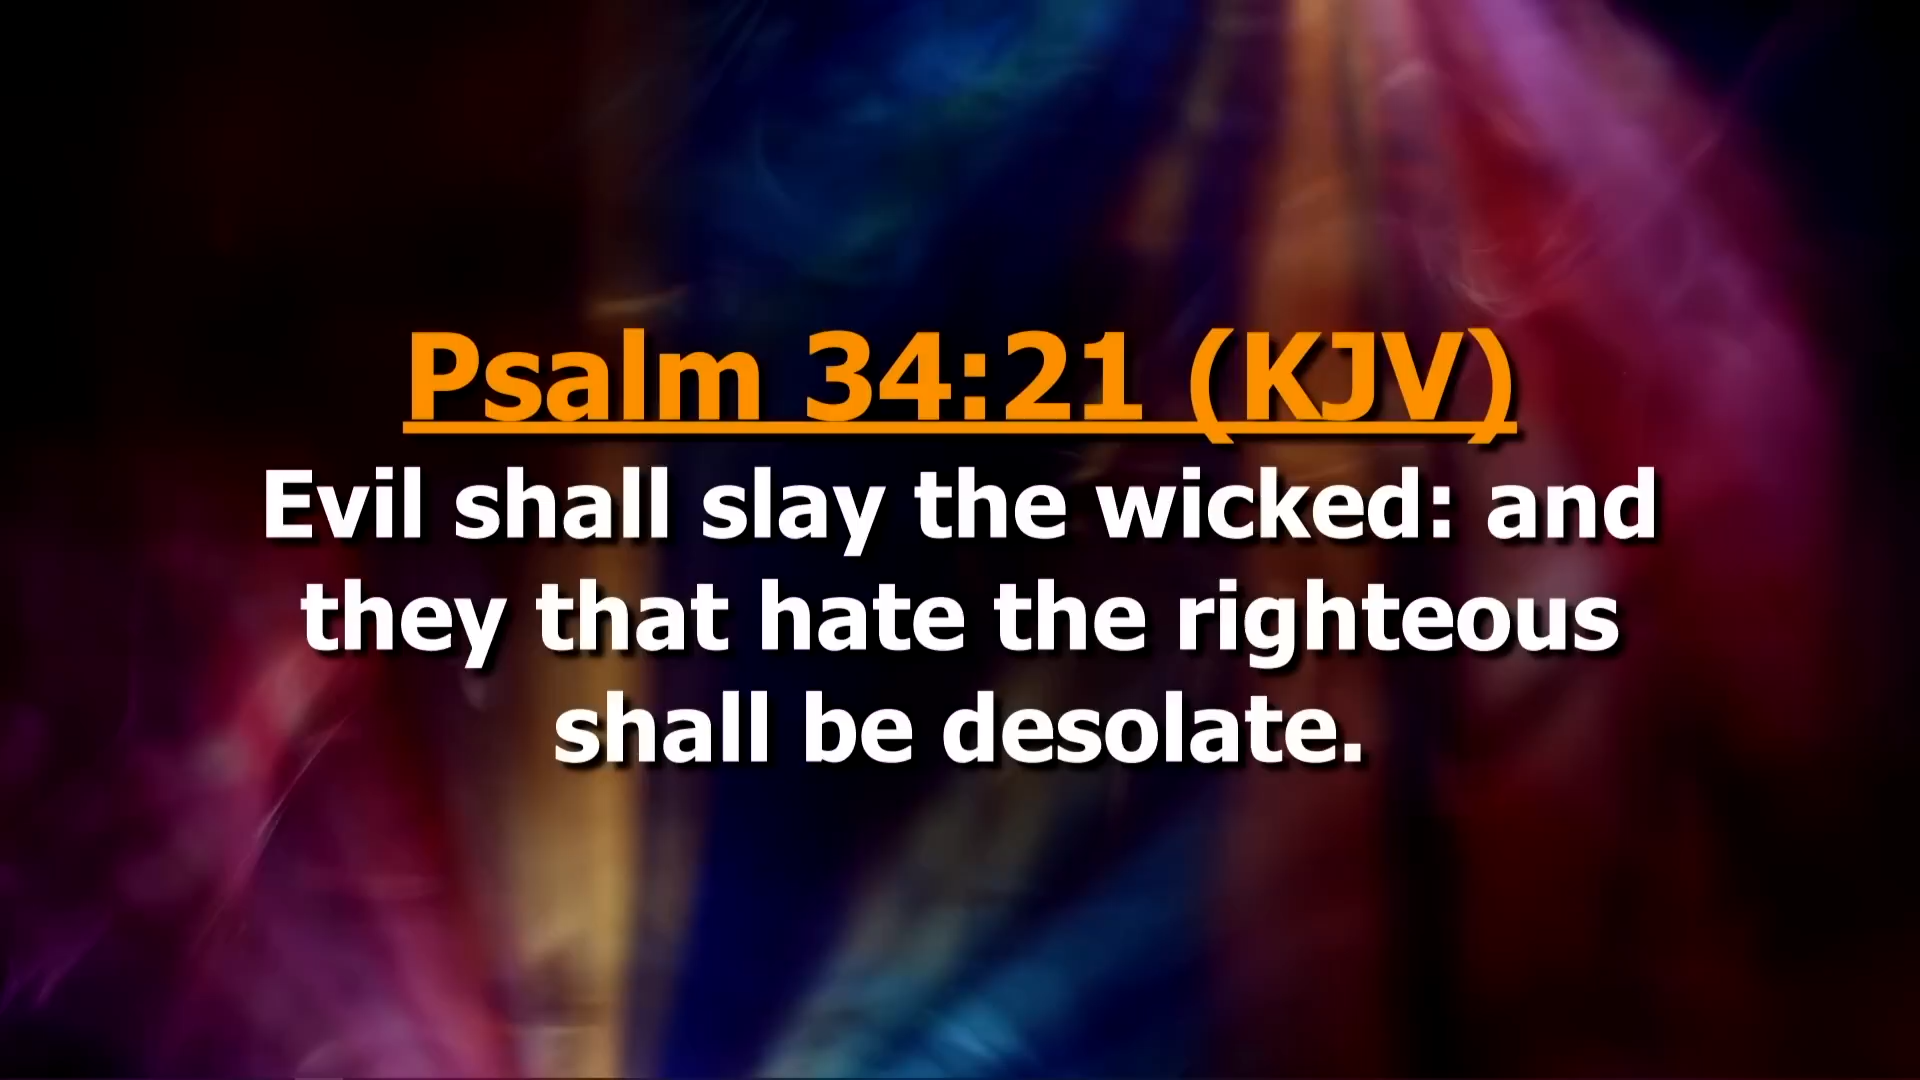 Psalm 34:21 (KJV)
Evil shall slay the wicked: and
they that hate the righteous
shall be desolate.